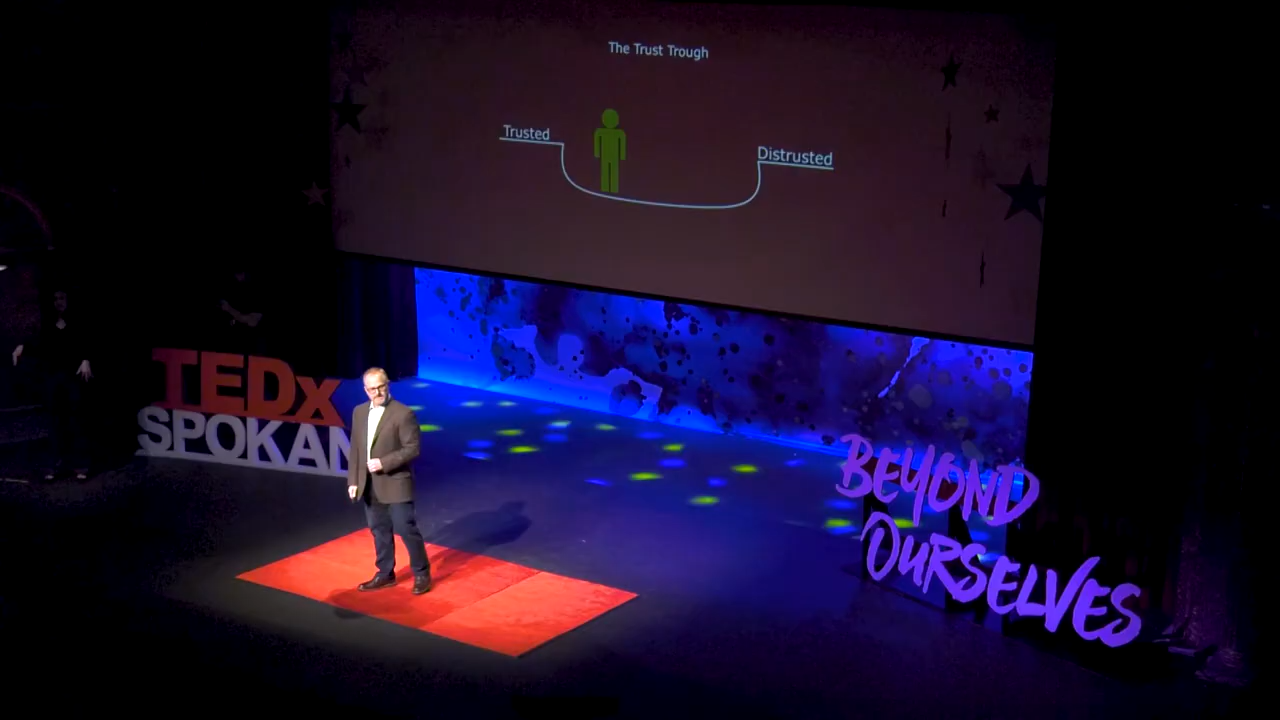 The Trust Trough
Trusted
Distrusted
TEDx
SPOKAN
BEYOND
OURSELVES